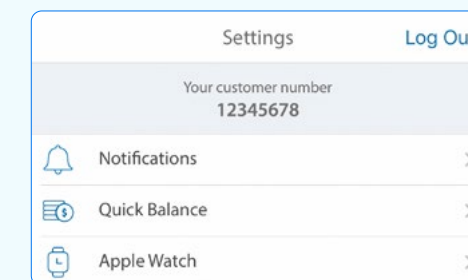 Settings Log Ou
Your customer number
12345678
Notifications
Quick Balance
Apple Watch